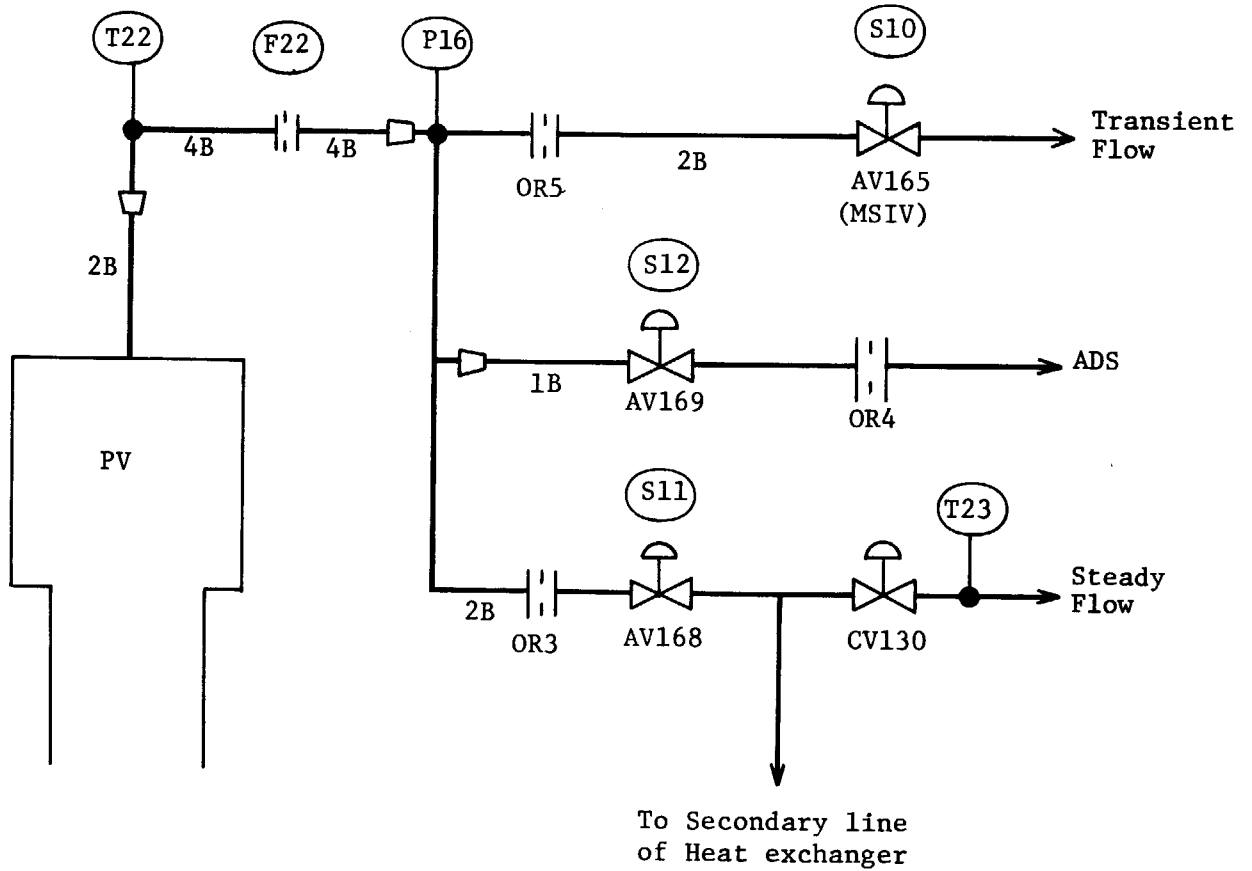 T22
F22
P16
S10
4B
4B
OR5
2B
AV165
(MSIV)
Transient
Flow
2B
S12
1B
AV169
OR4
ADS
PV
S11
T23
2B
OR3
AV168
CV130
Steady
Flow
To Secondary line
of Heat exchanger